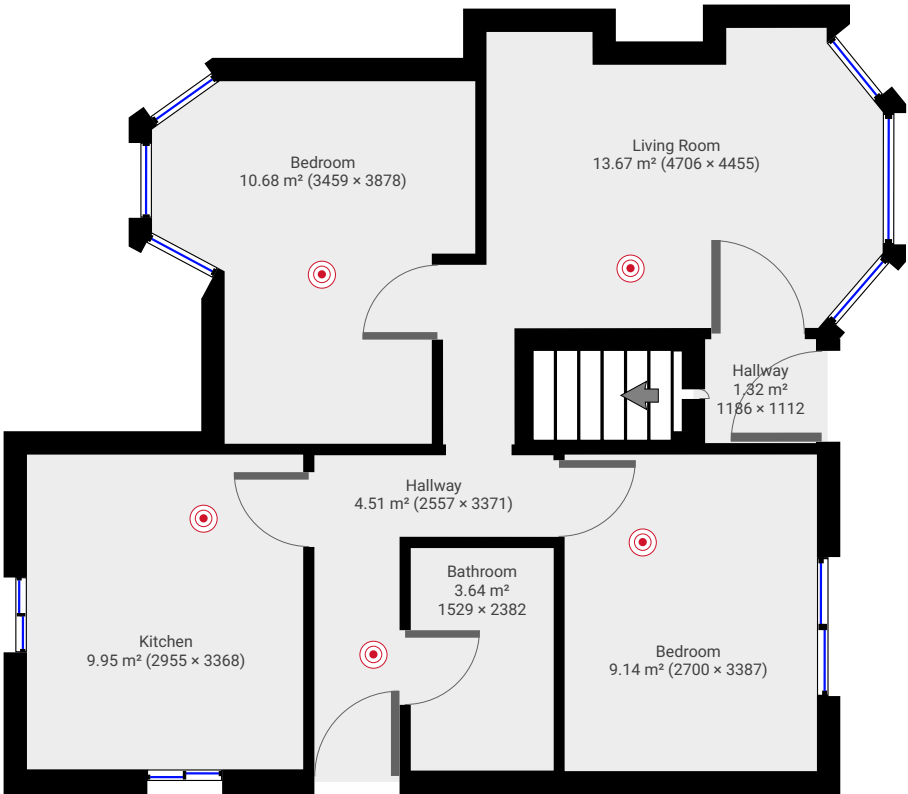 Living Room
13.67 m² (4706 × 4455)
Bedroom
10.68 m² (3459 × 3878)
Hallway
1.32 m²
1186 × 1112
Hallway
4.51 m² (2557 × 3371)
Bathroom
3.64 m²
1529 × 2382
Kitchen
9.95 m² (2955 × 3368)
Bedroom
9.14 m² (2700 × 3387)